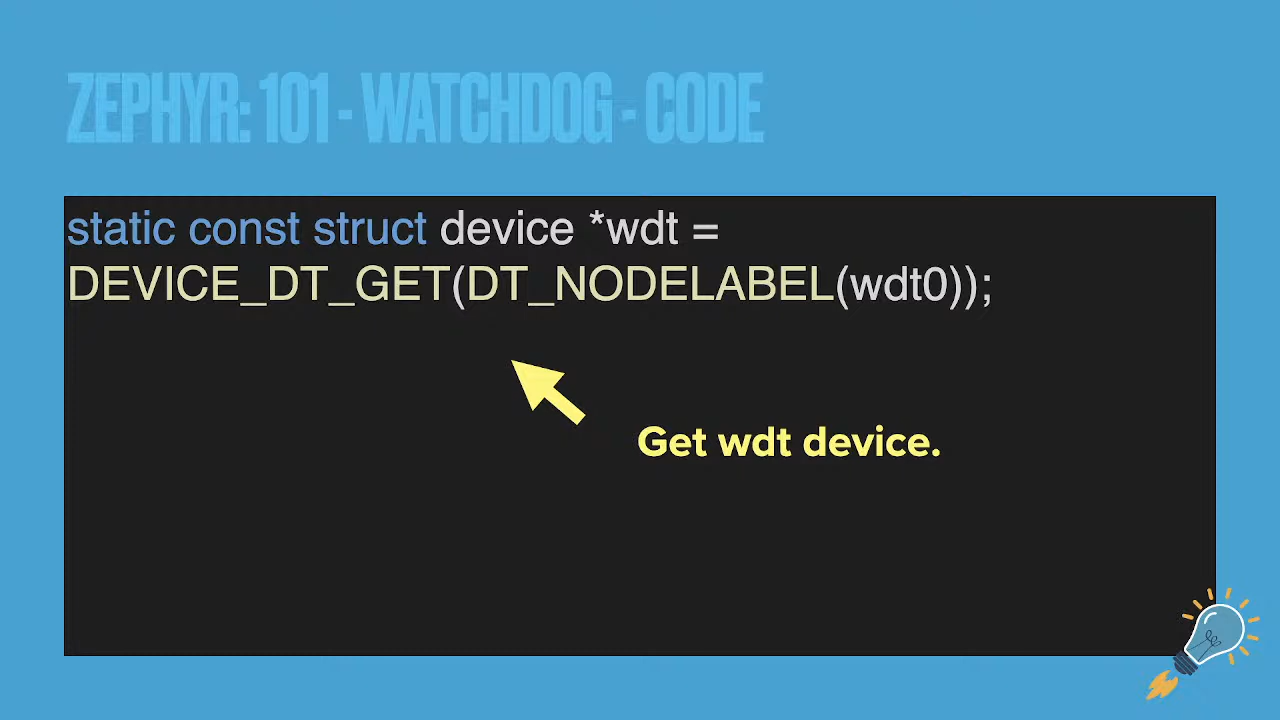 ZEPHYR: 101 - WATCHDOG - CODE
static const struct device *wdt =
DEVICE_DT_GET(DT_NODELABEL(wdt0));
Get wdt device.